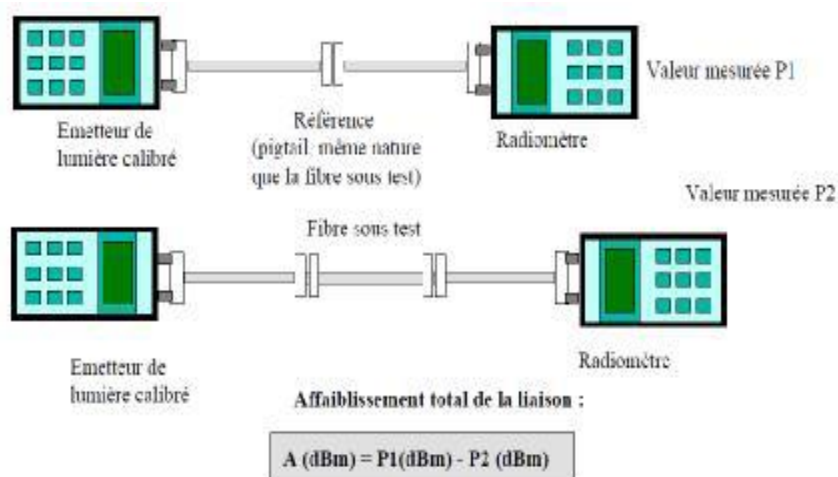 Valeur mesurée P1
Emetteur de
lumière calibré
Référence
(pigtail même nature
que la fibre sous test)
Radiomètre
Valeur mesurée P2
Fibre sous test
Emetteur de
lumière calibré
Radiomètre
Affaiblissement total de la liaison :
A (dBm) = P1(dBm) - P2 (dBm)